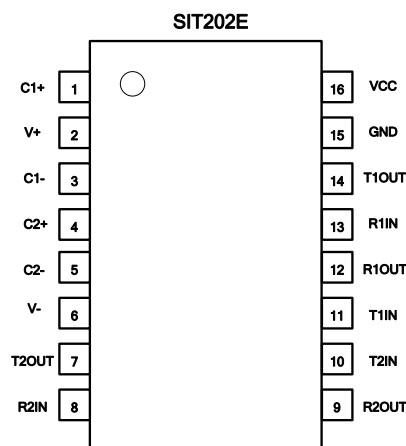 SIT202E
C1+ 1 16 VCC
V+ 2 15 GND
C1- 3 14 T1OUT
C2+ 4 13 R1IN
C2- 5 12 R1OUT
V- 6 11 T1IN
T2OUT 7 10 T2IN
R2IN 8 9 R2OUT